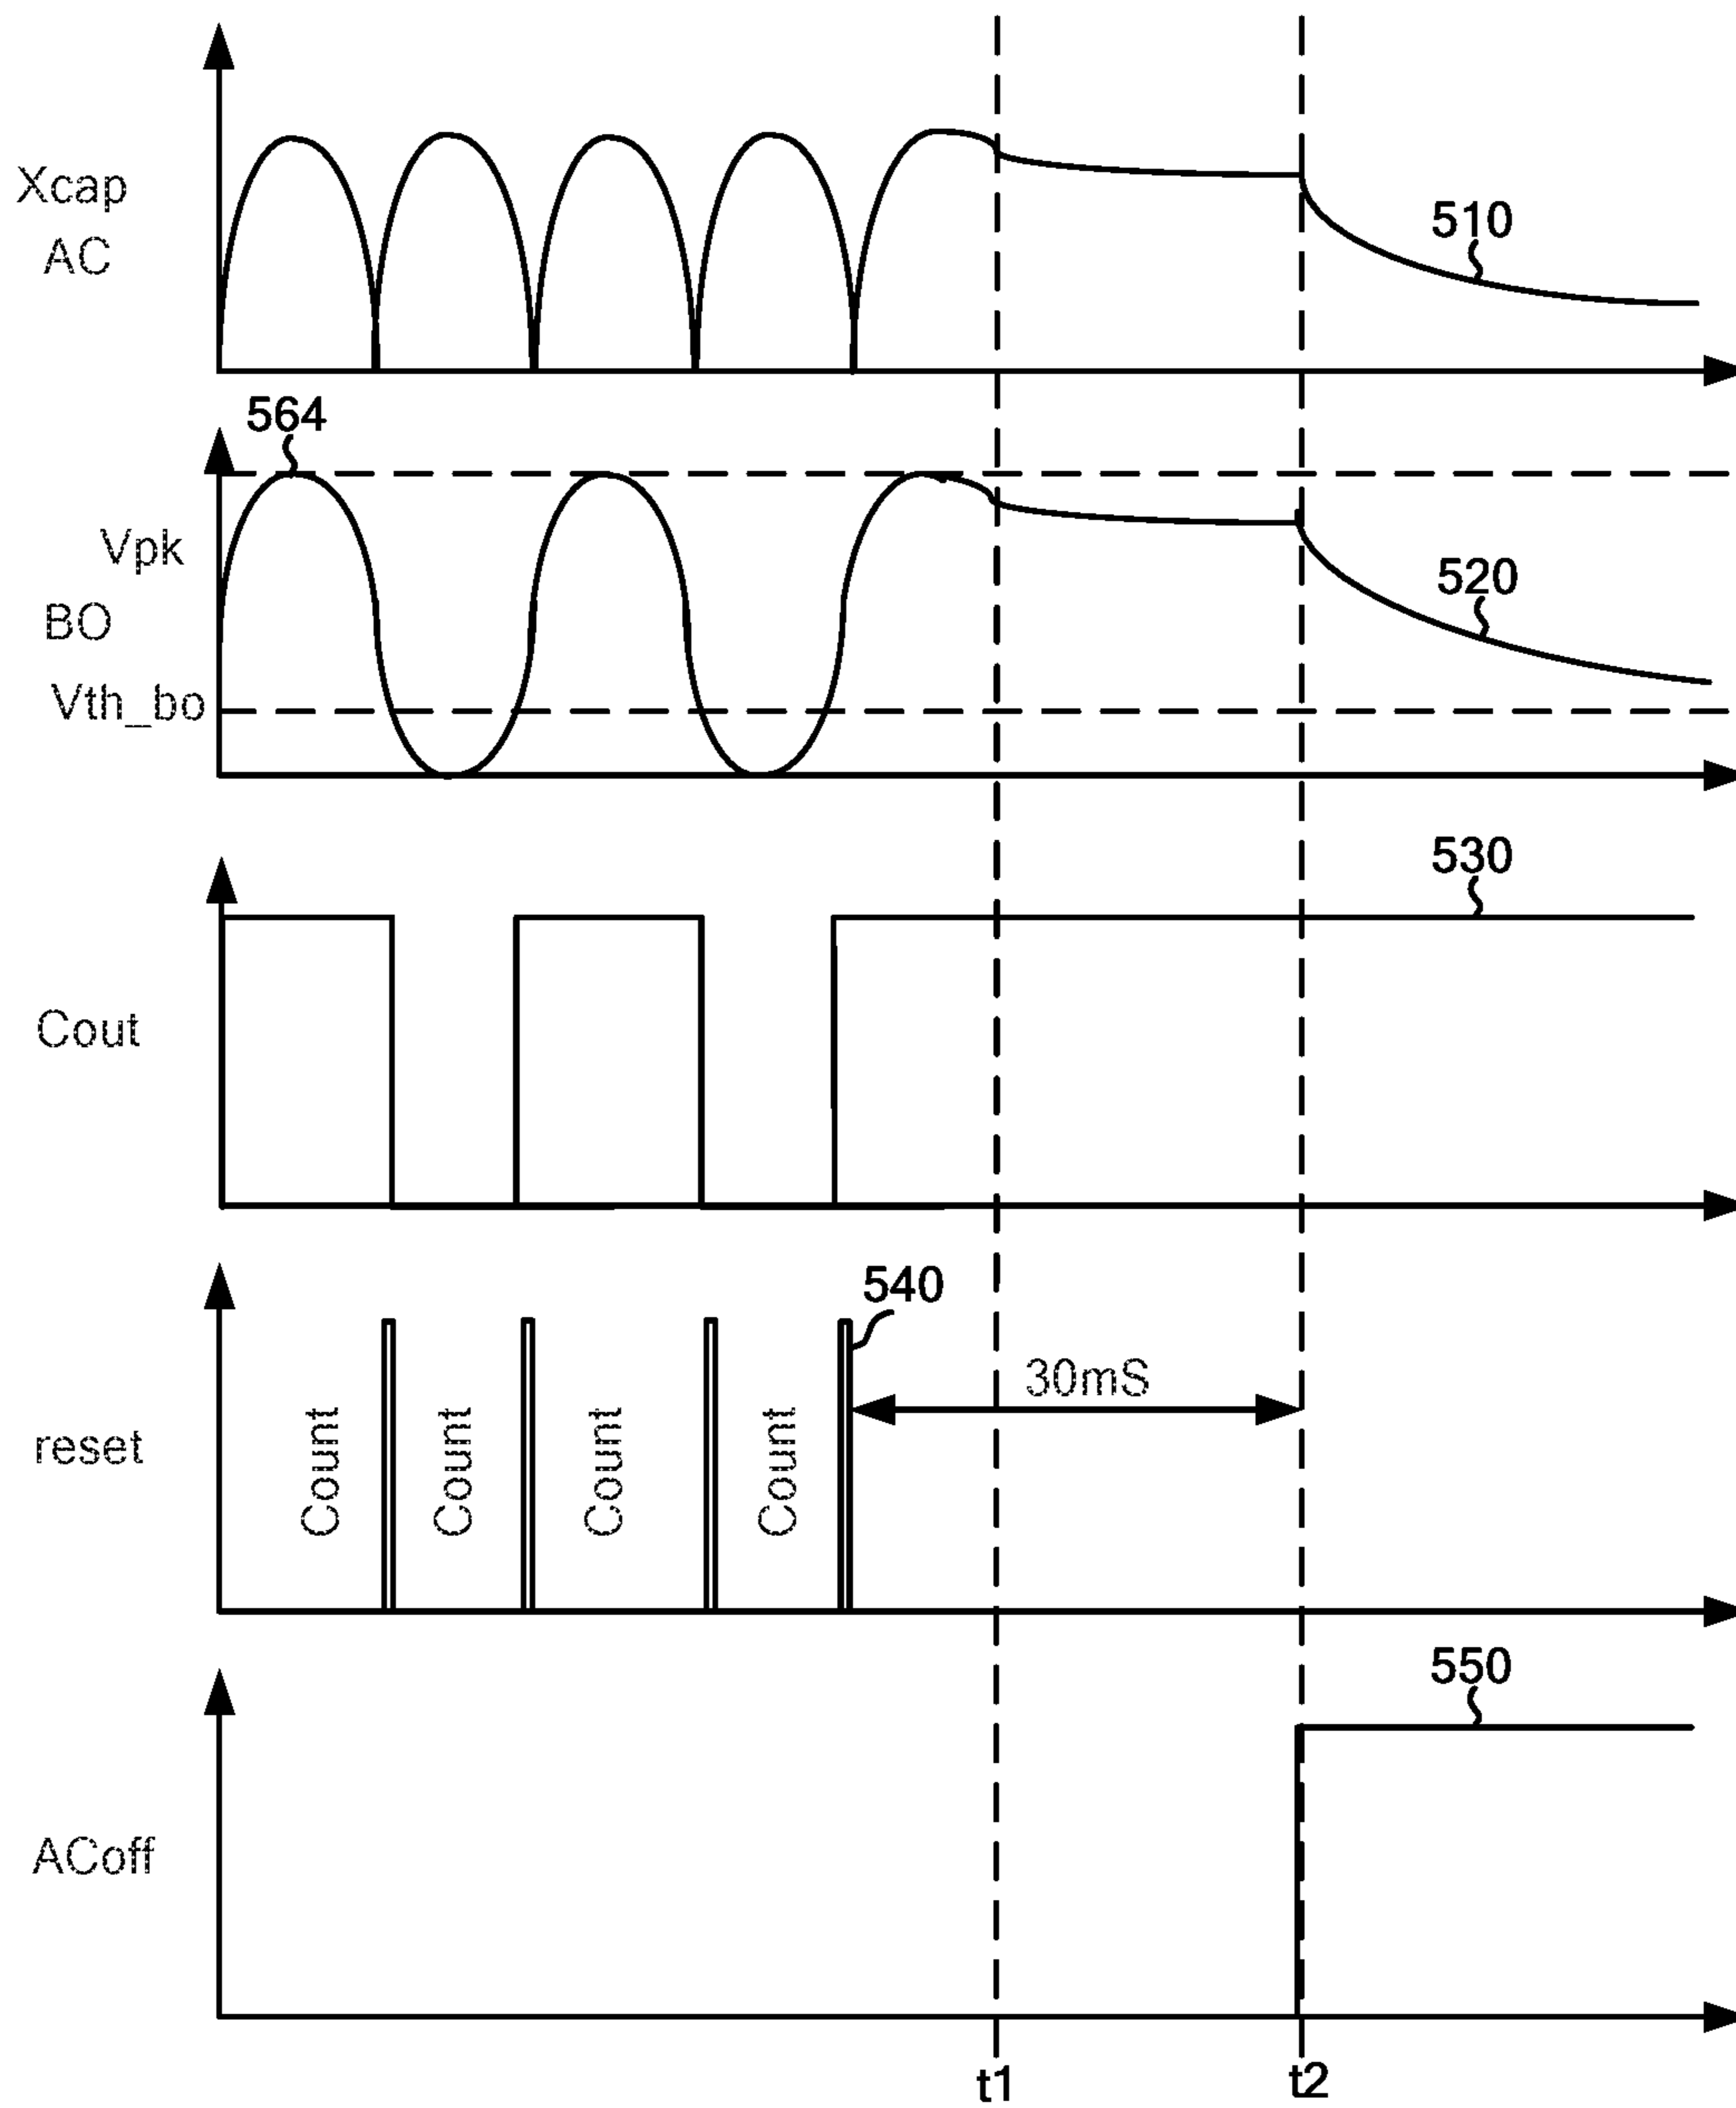 Xcap
AC
510
564
Vpk
BO
Vth_bo
520
530
Cout
540
30mS
reset
Count
Count
Count
Count
550
ACoff
t1
t2